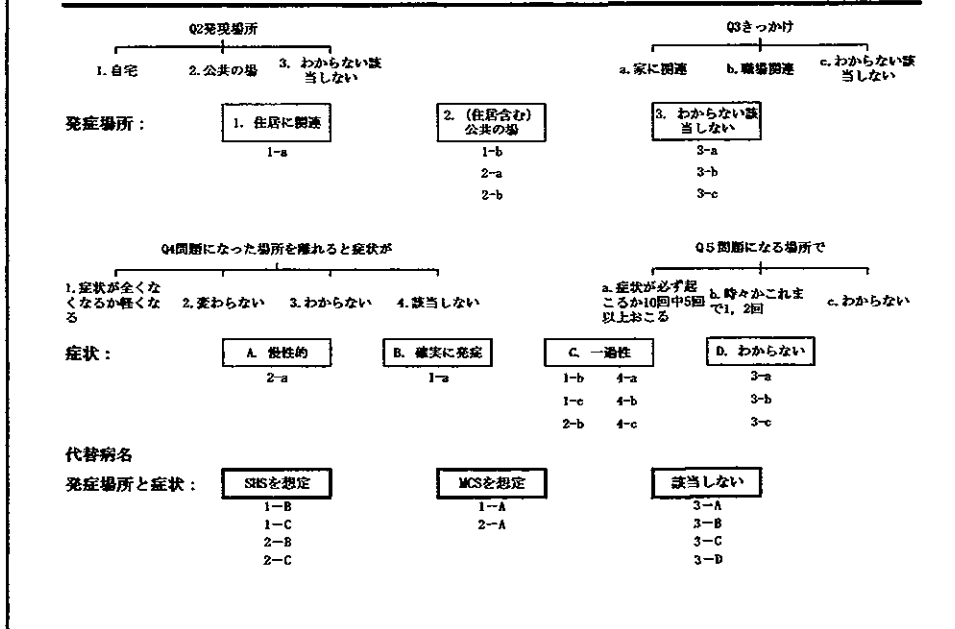 Q2発現場所
1. 自宅
2.公共の場
3. わからない該
当しない
Q3きっかけ
a.家に関連
b.職場関連
c.わからない該
当しない
発症場所：
1. 住居に関連
2. (住居含む)
公共の場
3. わからない該
当しない
1-a
1-b
3-a
2-a
3-b
2-b
3-c
Q4問題になった場所を離れると症状が
1.症状が全くな
くなるか軽くな
る
2.変わらない
3.わからない
4.該当しない
Q5問題になる場所で
a.症状が必ず起
こるか10回中5回
以上おこる
b.時々かこれま
で1, 2回
c.わからない
症状：
A. 慢性的
B. 確実に発症
C. 一過性
D. わからない
2-a
1-a
1-b 4-a
3-a
1-c 4-b
3-b
2-b 4-c
3-c
代替病名
発症場所と症状：
SHSを想定
MCSを想定
該当しない
1-B
1-A
3-A
1-C
2-A
3-B
2-B
3-C
2-C
3-D